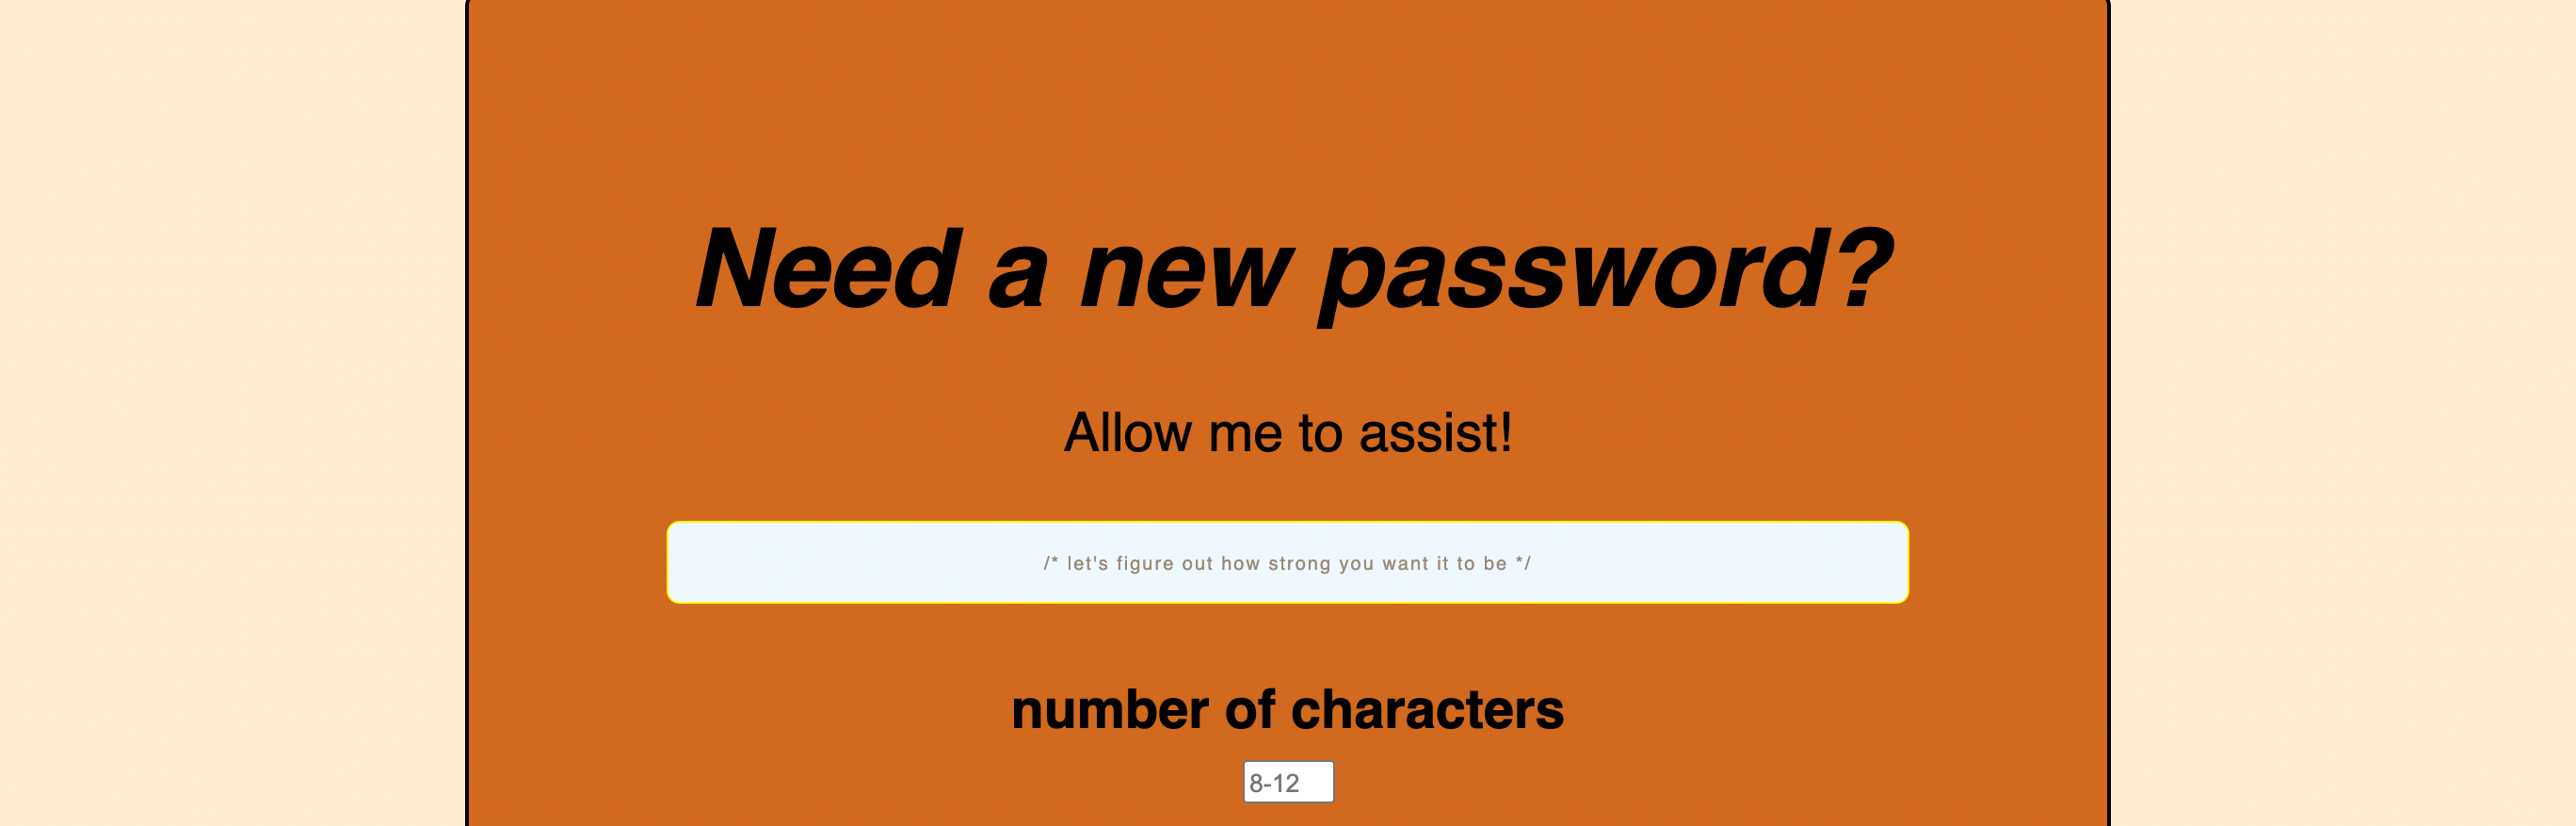 Need a new password?
Allow me to assist!
/* let's figure out how strong you want it to be */
number of characters
8-12